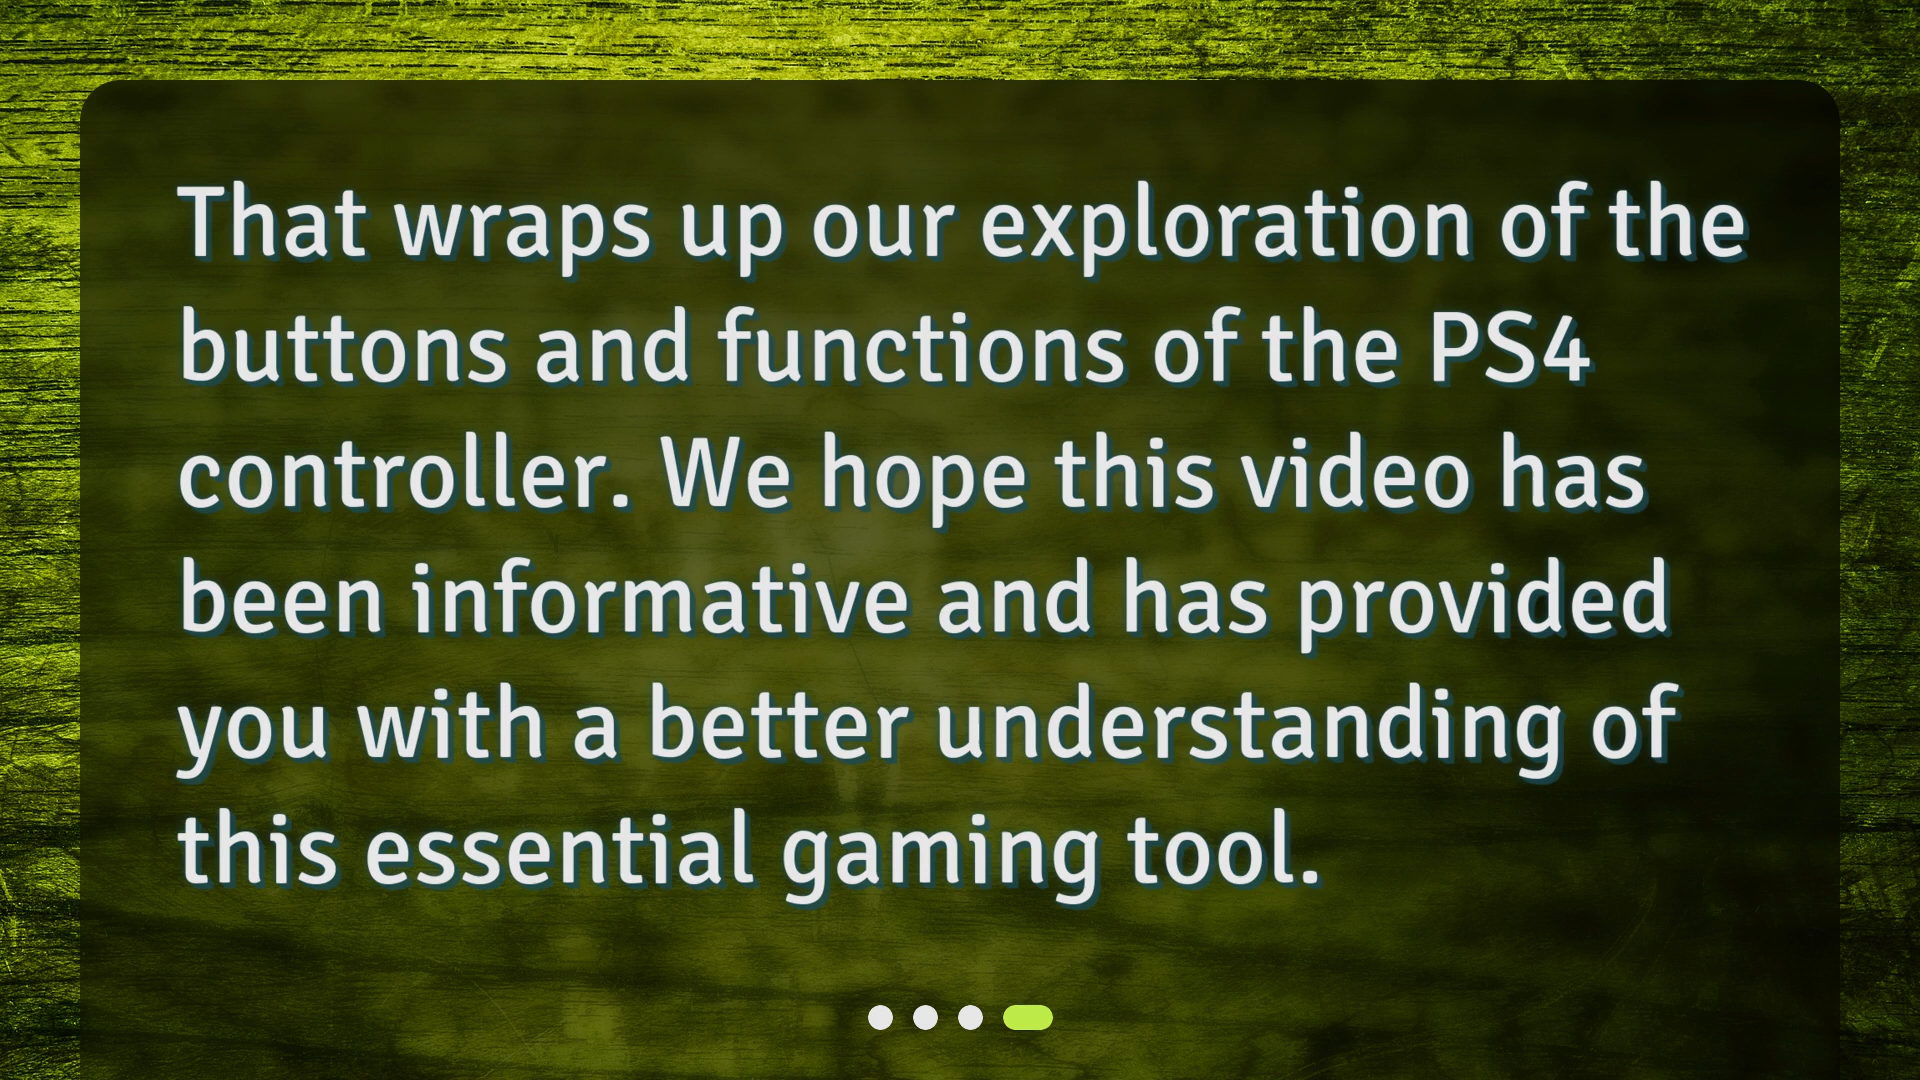 That wraps up our exploration of the
buttons and functions of the PS4
controller. We hope this video has
been informative and has provided
you with a better understanding of
this essential gaming tool.